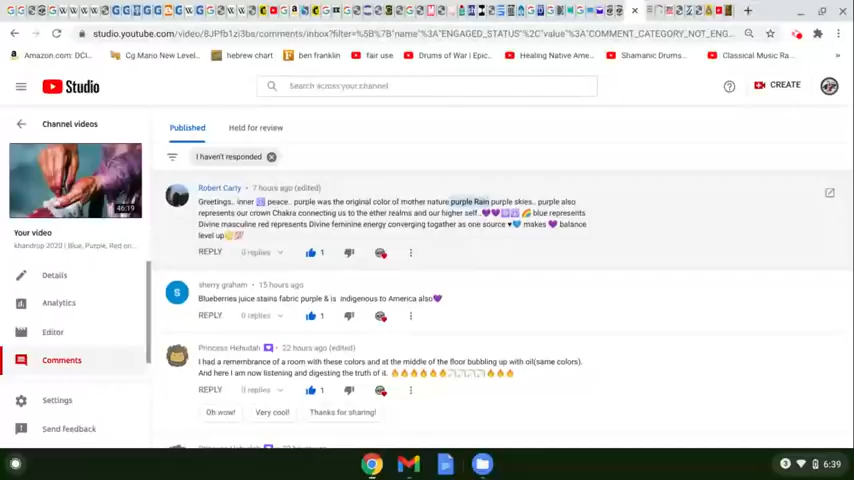 studio.youtube.com/video/8JPfb1zi3bs/comments/inbox?filter=%5B%7B"name"%3A"ENGAGED_STATUS"%2C"value"%3A"COMMENT_CATEGORY_NOT_ENG...
Amazon.com: DCI... Cg Mario New Level... hebrew chart ben franklin fair use Drums of War | Epic... Healing Native Ame... Shamanic Drums... Classical Music Ra...
Studio
Search across your channel
CREATE
Channel videos
Published Held for review
I haven't responded
46:19
Your video
khandrup 2020 | Blue, Purple, Red on...
Details
Analytics
Editor
Comments
Settings
Send feedback
Robert Carty · 7 hours ago (edited)
Greetings.. inner ☮️ peace.. purple was the original color of mother nature purple Rain purple skies.. purple also
represents our crown Chakra connecting us to the ether realms and our higher self..💜💜 🌈 blue represents
Divine masculine red represents Divine feminine energy converging together as one source ♥💙 makes 💜 balance
level up 💯
REPLY 0 replies 1
sherry graham · 15 hours ago
S
Blueberries juice stains fabric purple & is indigenous to America also💜
REPLY 0 replies 1
Princess Hehudah · 22 hours ago (edited)
I had a remembrance of a room with these colors and at the middle of the floor bubbling up with oil(same colors).
And here I am now listening and digesting the truth of it. 🔥🔥🔥🔥🔥🔥 🔥🔥🔥
REPLY 0 replies 1
Oh wow! Very cool! Thanks for sharing!
3 6:39